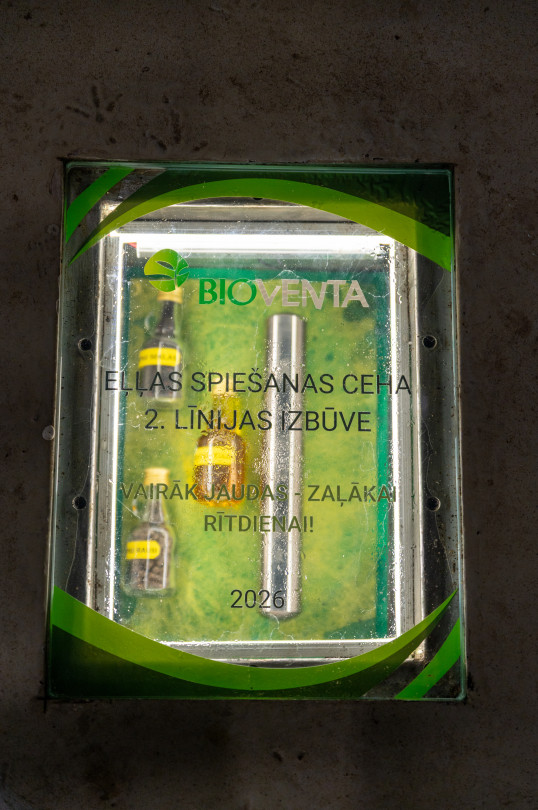 BIOVENTA
EĻĻAS SPIEŠANAS CEHA
2. LĪNIJAS IZBŪVE
VAIRĀK JAUDAS - ZAĻĀKAI
RĪTDIENAI!
2026